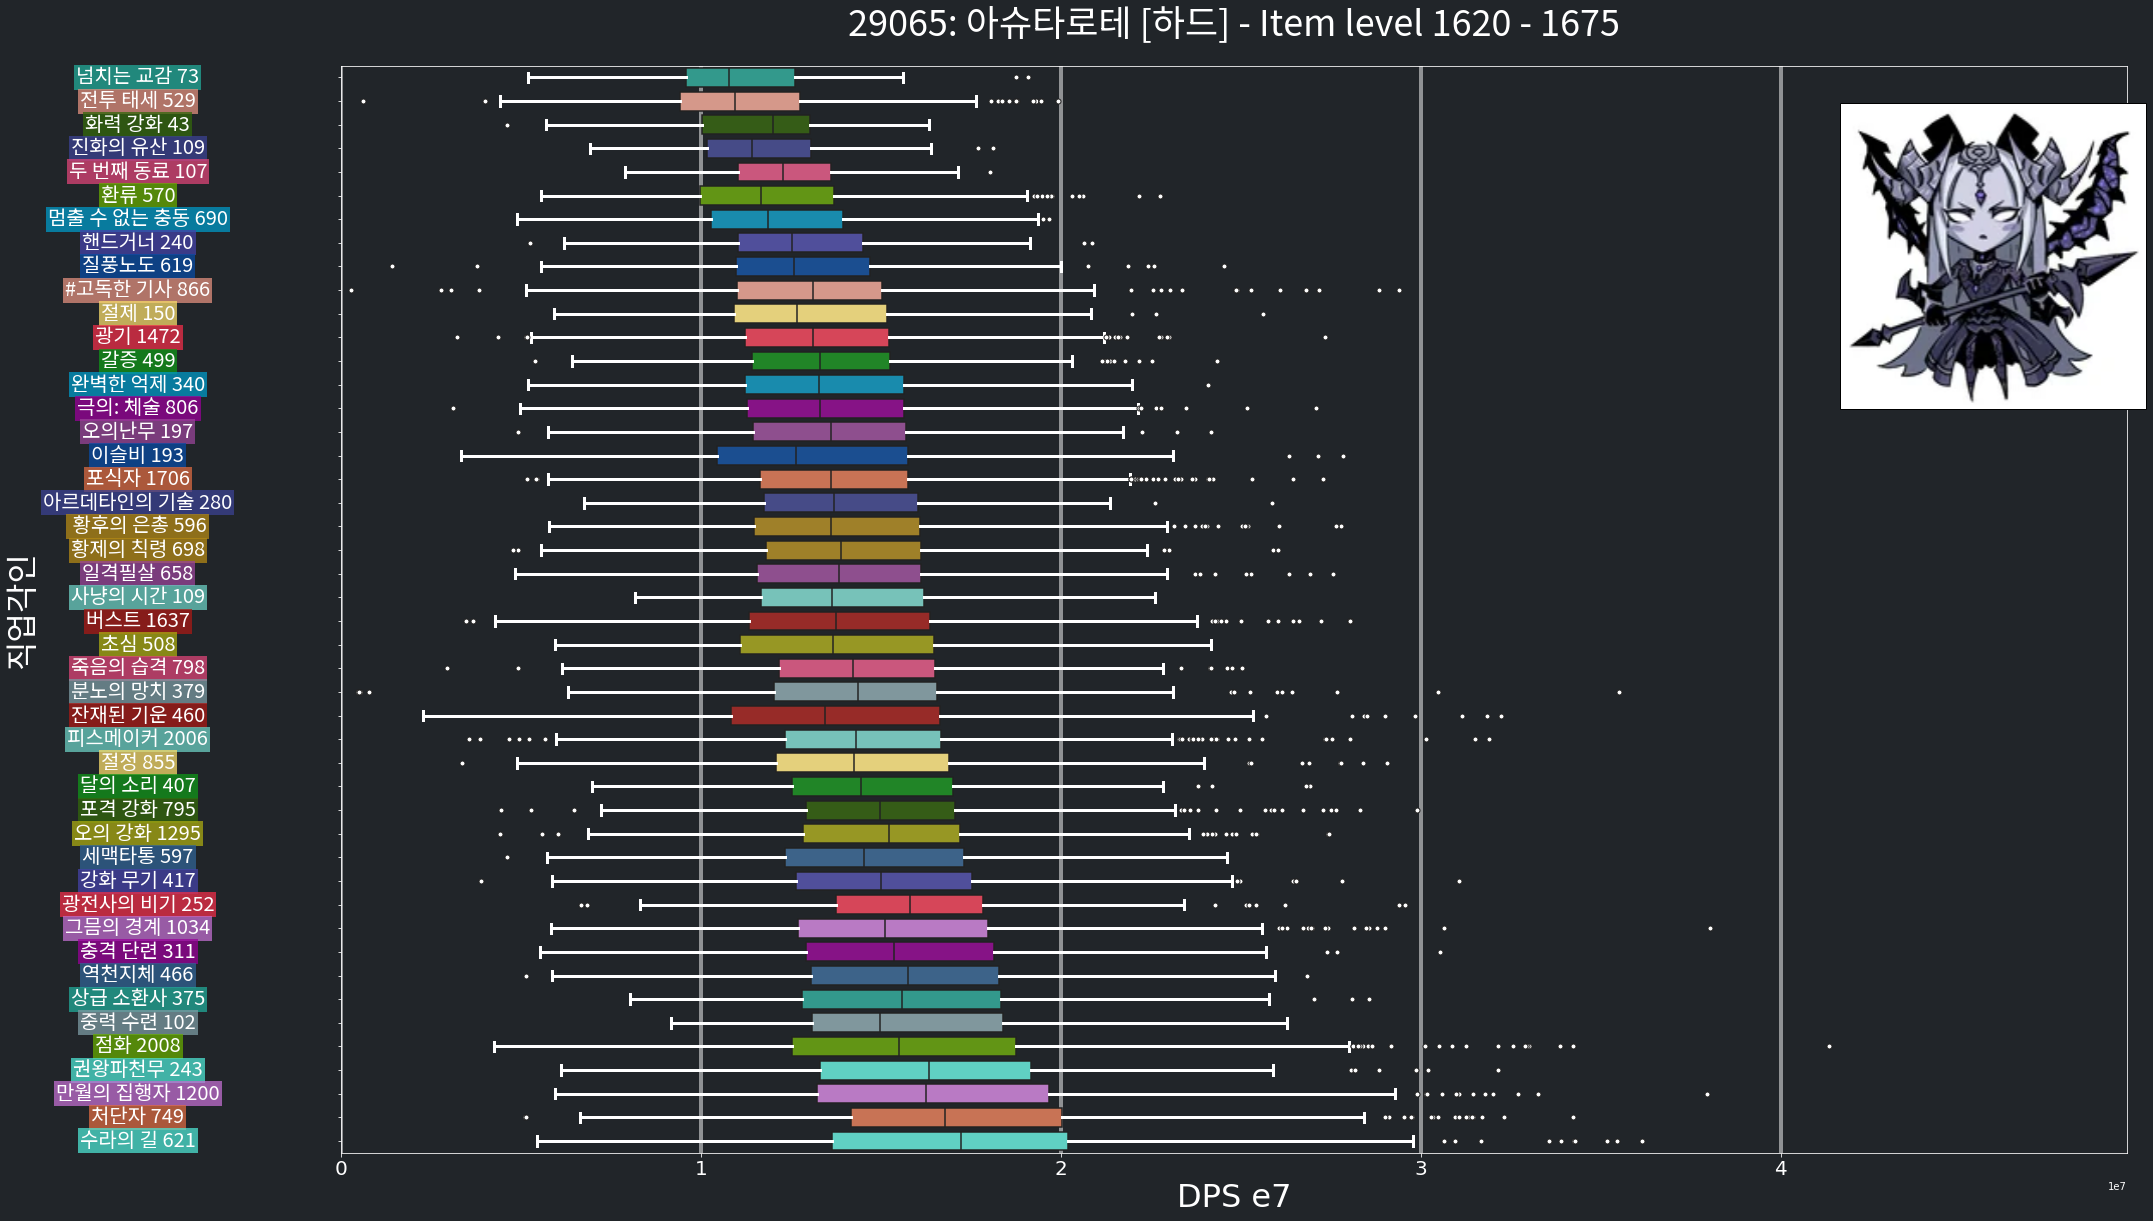 29065: 아슈타로테 [하드] - Item level 1620 - 1675
넘치는 교감 73
전투 태세 529
화력 강화 43
진화의 유산 109
두 번째 동료 107
환류 570
멈출 수 없는 충동 690
핸드거너 240
질풍노도 619
#고독한 기사 866
절제 150
광기 1472
갈증 499
완벽한 억제 340
극의: 체술 806
오의난무 197
이슬비 193
포식자 1706
아르데타인의 기술 280
황후의 은총 596
황제의 칙령 698
일격필살 658
사냥의 시간 109
버스트 1637
초심 508
죽음의 습격 798
분노의 망치 379
잔재된 기운 460
피스메이커 2006
절정 855
달의 소리 407
포격 강화 795
오의 강화 1295
세맥타통 597
강화 무기 417
광전사의 비기 252
그믐의 경계 1034
충격 단련 311
역천지체 466
상급 소환사 375
중력 수련 102
점화 2008
권왕파천무 243
만월의 집행자 1200
처단자 749
수라의 길 621
직업각인
0 1 2 3 4
DPS e7
1e7